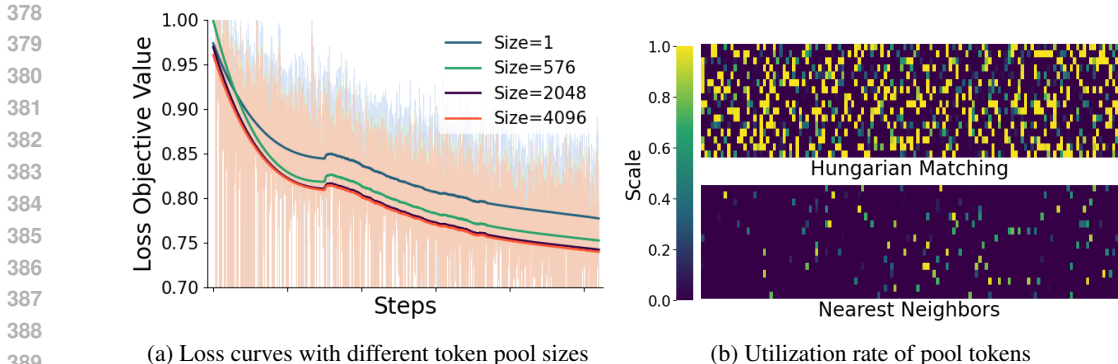 378
379
380
381
382
383
384
385
386
387
388
389
1.00
0.95
0.90
0.85
0.80
0.75
0.70
Loss Objective Value
Steps
Size=1
Size=576
Size=2048
Size=4096
(a) Loss curves with different token pool sizes
1.0
0.8
0.6
0.4
0.2
0.0
Scale
Hungarian Matching
Nearest Neighbors
(b) Utilization rate of pool tokens